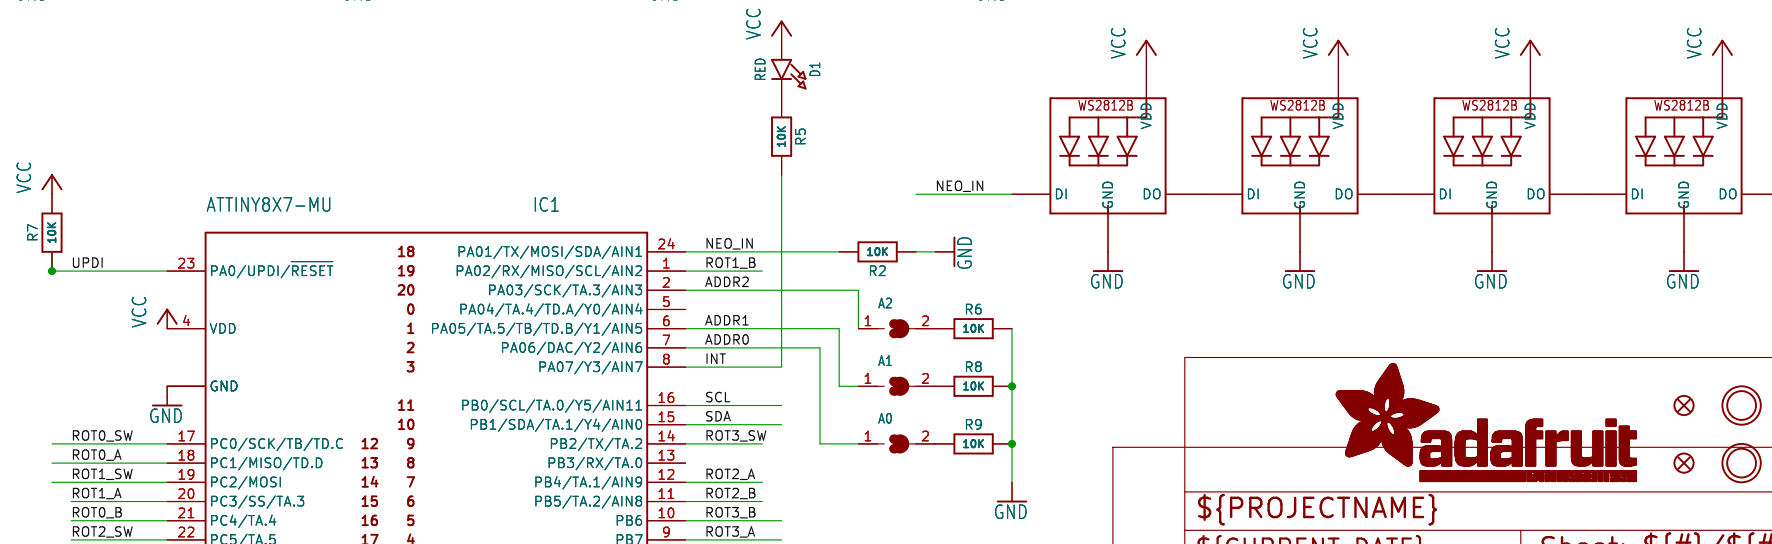 VCC
RED
D1
10K
R5
VCC
VCC
VCC
VCC
WS2812B
WS2812B
WS2812B
WS2812B
VDD
VDD
VDD
VDD
NEO_IN
DI
GND
DO
DI
GND
DO
DI
GND
DO
DI
GND
DO
GND
GND
GND
GND
VCC
R7
10K
UPDI
ATTINY8X7-MU
IC1
23 PA0/UPDI/RESET
VCC
4 VDD
GND
GND
18 PA01/TX/MOSI/SDA/AIN1 24 NEO_IN
19 PA02/RX/MISO/SCL/AIN2 1 ROT1_B
20 PA03/SCK/TA.3/AIN3 2 ADDR2
0 PA04/TA.4/TD.A/Y0/AIN4 5
1 PA05/TA.5/TB/TD.B/Y1/AIN5 6 ADDR1
2 PA06/DAC/Y2/AIN6 7 ADDR0
3 PA07/Y3/AIN7 8 INT
11 PB0/SCL/TA.0/Y5/AIN11 16 SCL
10 PB1/SDA/TA.1/Y4/AIN0 15 SDA
ROT0_SW 17 PC0/SCK/TB/TD.C 12 9 PB2/TX/TA.2 14 ROT3_SW
ROT0_A 18 PC1/MISO/TD.D 13 8 PB3/RX/TA.0 13
ROT1_SW 19 PC2/MOSI 14 7 PB4/TA.1/AIN9 12 ROT2_A
ROT1_A 20 PC3/SS/TA.3 15 6 PB5/TA.2/AIN8 11 ROT2_B
ROT0_B 21 PC4/TA.4 16 5 PB6 10 ROT3_B
ROT2_SW 22 PC5/TA.5 17 4 PB7 9 ROT3_A
10K
R2
GND
A2
1 2
R6
10K
A1
1 2
R8
10K
A0
1 2
R9
10K
GND
adafruit
${PROJECTNAME}
${CURRENT_DATE}
Sheet: ${#}/${#